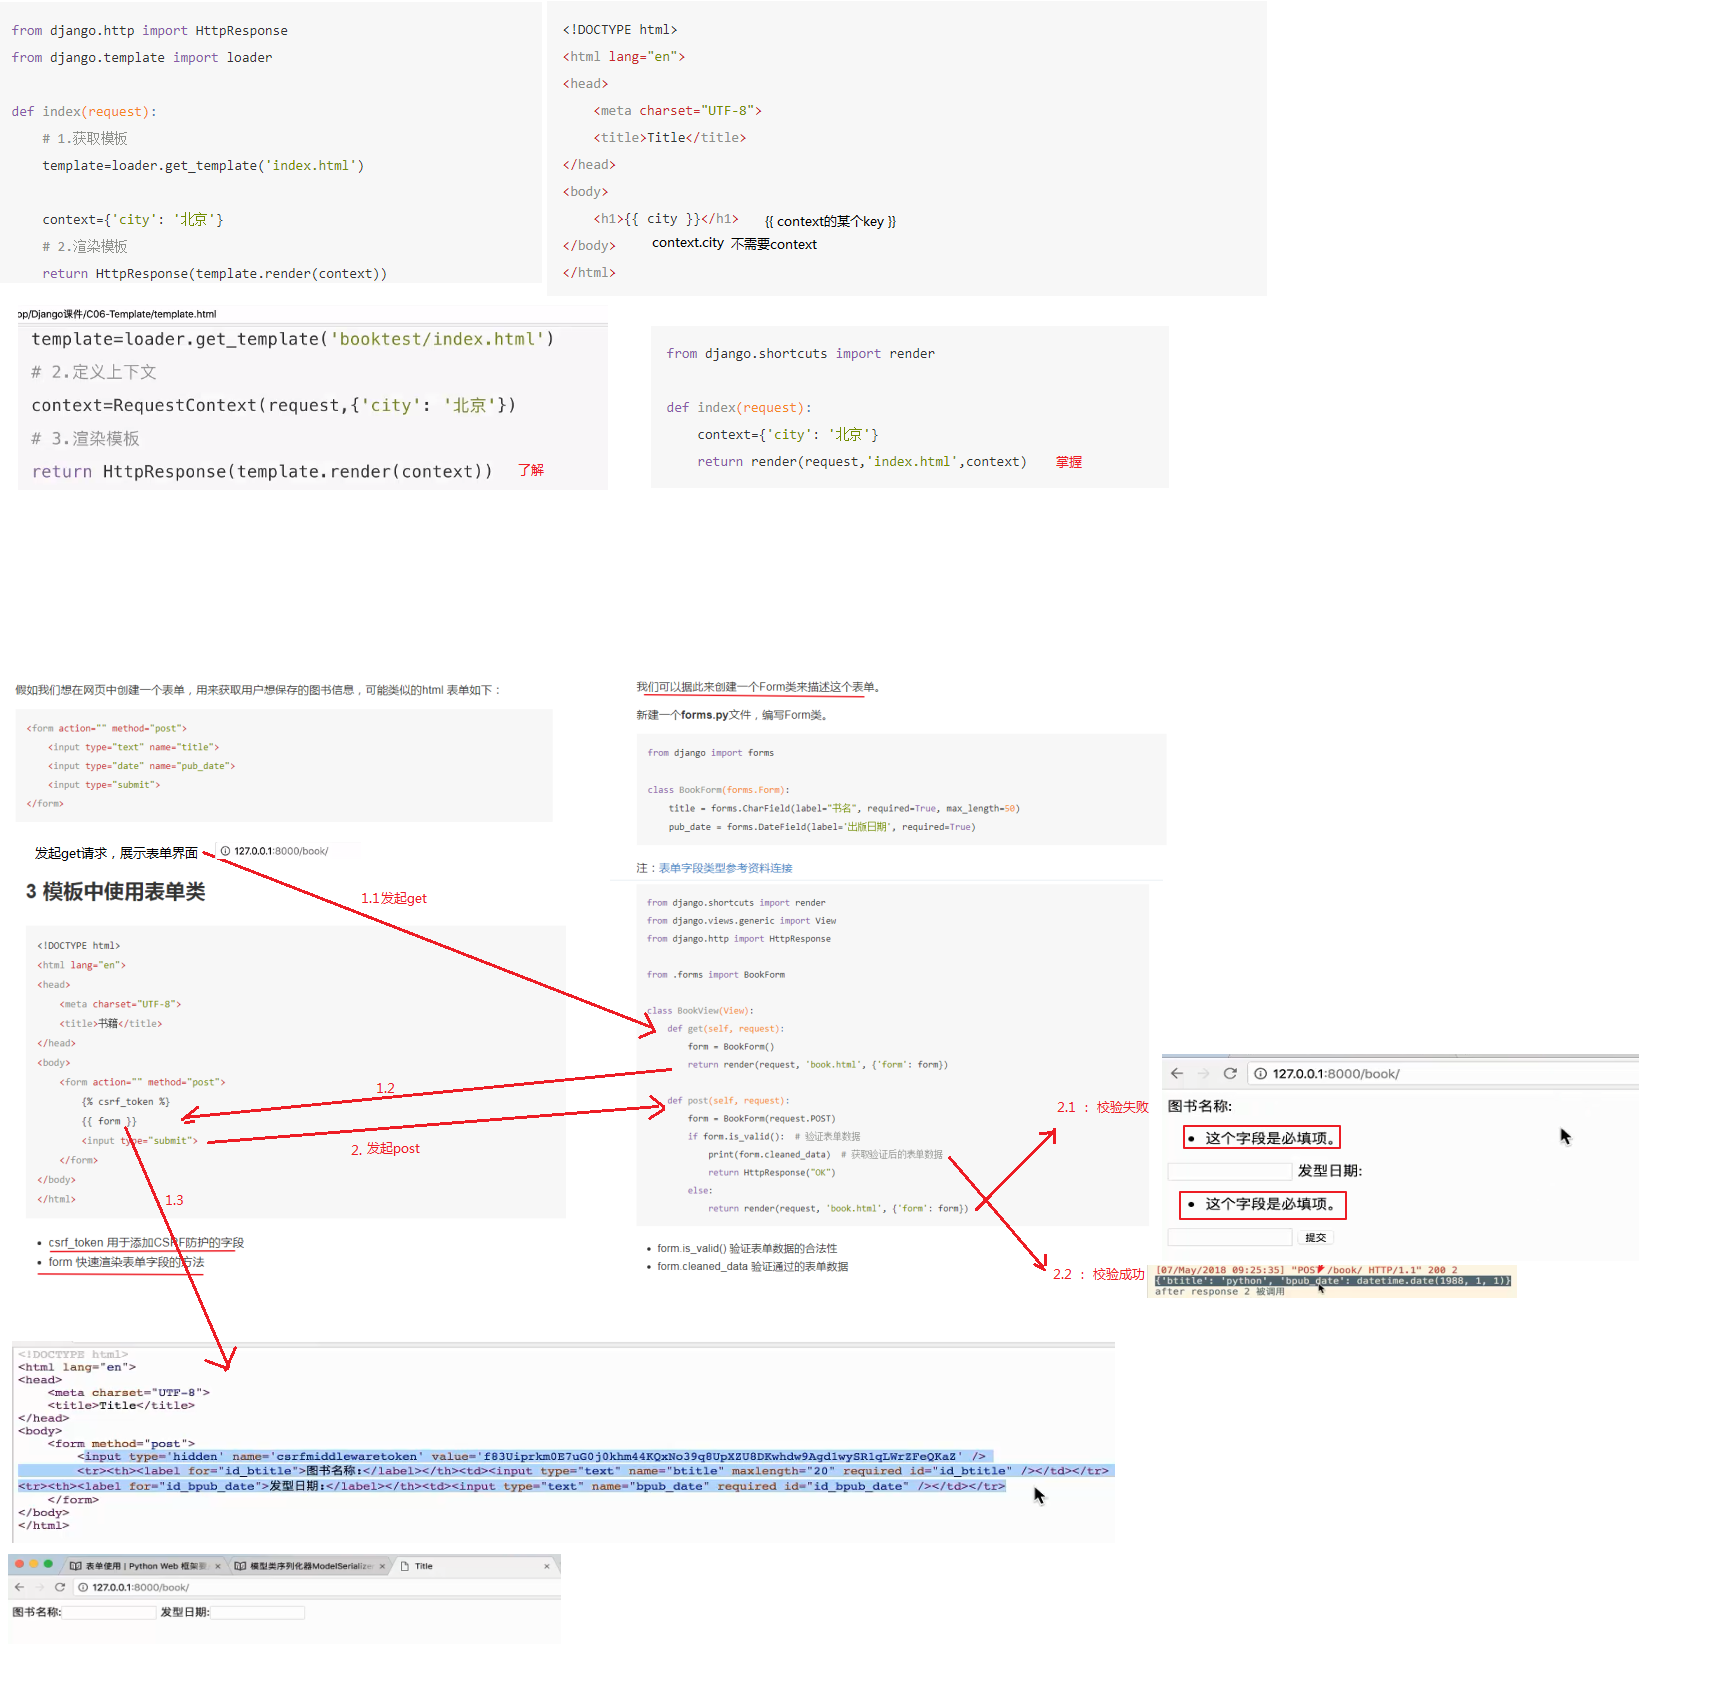 from django.http import HttpResponse
from django.template import loader
def index(request):
# 1.获取模板
template=loader.get_template('index.html')
context={'city': '北京'}
# 2.渲染模板
return HttpResponse(template.render(context))
<!DOCTYPE html>
<html lang="en">
<head>
<meta charset="UTF-8">
<title>Title</title>
</head>
<body>
<h1>{{ city }}</h1> {{ context的某个key }}
</body> context.city 不需要context
</html>
op/Django课件/C06-Template/template.html
template=loader.get_template('booktest/index.html')
# 2.定义上下文
context=RequestContext(request,{'city': '北京'})
# 3.渲染模板
return HttpResponse(template.render(context)) 了解
from django.shortcuts import render
def index(request):
context={'city': '北京'}
return render(request,'index.html',context) 掌握
假如我们想在网页中创建一个表单，用来获取用户想保存的图书信息，可能类似的html 表单如下：
<form action="" method="post">
<input type="text" name="title">
<input type="date" name="pub_date">
<input type="submit">
</form>
我们可以据此来创建一个Form类来描述这个表单。
新建一个forms.py文件，编写Form类。
from django import forms
class BookForm(forms.Form):
title = forms.CharField(label="书名", required=True, max_length=50)
pub_date = forms.DateField(label='出版日期', required=True)
注：表单字段类型参考资料连接
发起get请求，展示表单界面 127.0.0.1:8000/book/
1.1发起get
3 模板中使用表单类
<!DOCTYPE html>
<html lang="en">
<head>
<meta charset="UTF-8">
<title>书籍</title>
</head>
<body>
<form action="" method="post">
{% csrf_token %}
{{ form }}
<input type="submit">
</form>
</body>
</html>
1.2
2. 发起post
1.3
csrf_token 用于添加CSRF防护的字段
form 快速渲染表单字段的方法
from django.shortcuts import render
from django.views.generic import View
from django.http import HttpResponse
from .forms import BookForm
class BookView(View):
def get(self, request):
form = BookForm()
return render(request, 'book.html', {'form': form})
def post(self, request):
form = BookForm(request.POST)
if form.is_valid(): # 验证表单数据
print(form.cleaned_data) # 获取验证后的表单数据
return HttpResponse("OK")
else:
return render(request, 'book.html', {'form': form})
form.is_valid() 验证表单数据的合法性
form.cleaned_data 验证通过的表单数据
2.1 ：校验失败
127.0.0.1:8000/book/
图书名称:
这个字段是必填项。
发型日期:
这个字段是必填项。
提交
2.2 ：校验成功
[07/May/2018 09:25:35] "POST /book/ HTTP/1.1" 200 2
{'btitle': 'python', 'bpub_date': datetime.date(1988, 1, 1)}
after response 2 被调用
<!DOCTYPE html>
<html lang="en">
<head>
<meta charset="UTF-8">
<title>Title</title>
</head>
<body>
<form method="post">
<input type='hidden' name='csrfmiddlewaretoken' value='f83Uiprkm0E7uG0j0khm44KQxNo39q8UpXZU8DKwhdw9Agd1wySRlqLWrZFeQKaZ' />
<tr><th><label for="id_btitle">图书名称:</label></th><td><input type="text" name="btitle" maxlength="20" required id="id_btitle" /></td></tr>
<tr><th><label for="id_bpub_date">发型日期:</label></th><td><input type="text" name="bpub_date" required id="id_bpub_date" /></td></tr>
</form>
</body>
</html>
表单使用 | Python Web 框架 模型类序列化器ModelSerializer Title
127.0.0.1:8000/book/
图书名称: 发型日期: